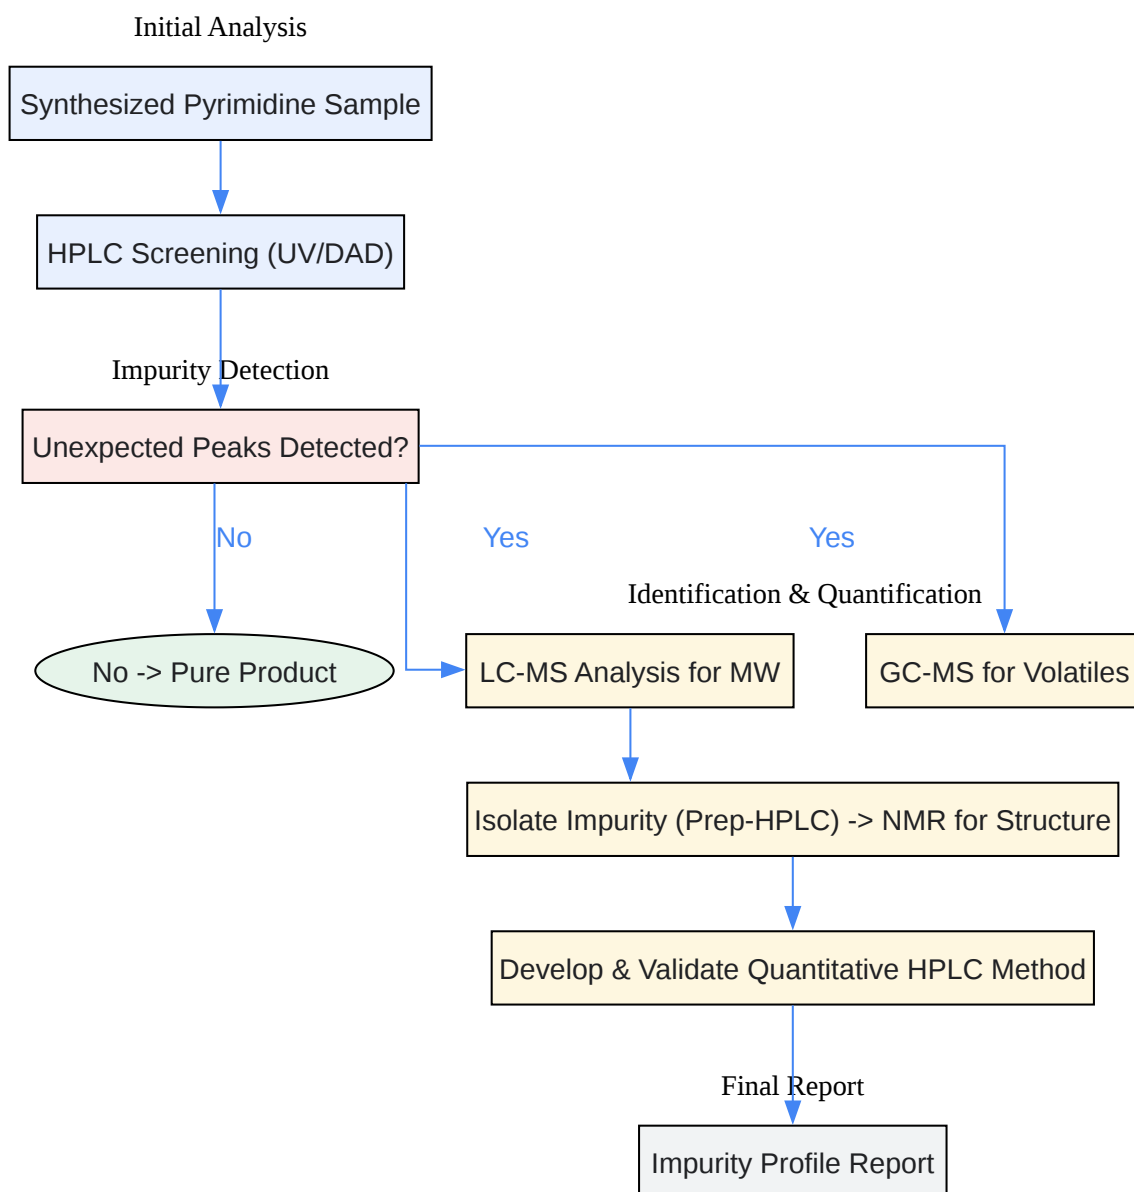 Initial Analysis
Synthesized Pyrimidine Sample
HPLC Screening (UV/DAD)
Impurity Detection
Unexpected Peaks Detected?
No
Yes
Yes
Identification & Quantification
No -> Pure Product
LC-MS Analysis for MW
GC-MS for Volatiles
Isolate Impurity (Prep-HPLC) -> NMR for Structure
Develop & Validate Quantitative HPLC Method
Final Report
Impurity Profile Report